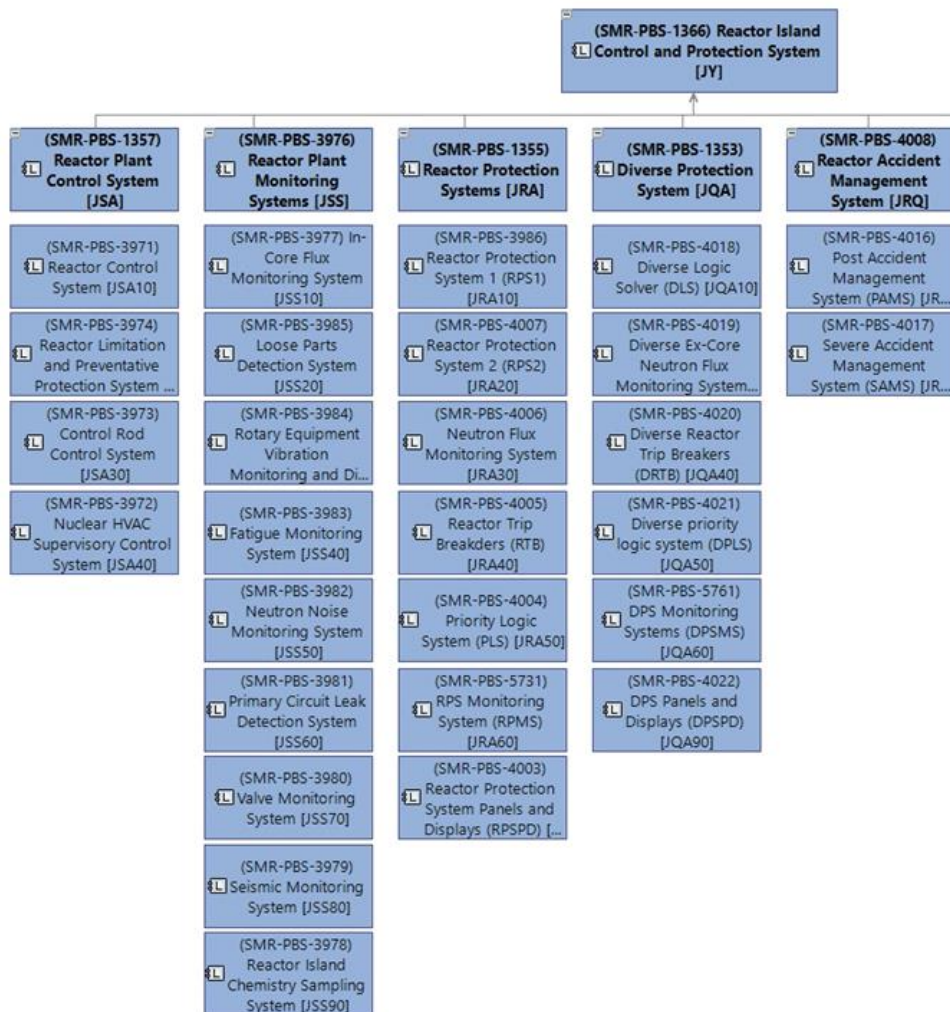 (SMR-PBS-1366) Reactor Island
Control and Protection System
[JY]
(SMR-PBS-1357)
Reactor Plant
Control System
[JSA]
(SMR-PBS-3971)
Reactor Control
System [JSA10]
(SMR-PBS-3974)
Reactor Limitation
and Preventative
Protection System ...
(SMR-PBS-3973)
Control Rod
Control System
[JSA30]
(SMR-PBS-3972)
Nuclear HVAC
Supervisory Control
System [JSA40]
(SMR-PBS-3976)
Reactor Plant
Monitoring
Systems [JSS]
(SMR-PBS-3977) In-
Core Flux
Monitoring System
[JSS10]
(SMR-PBS-3985)
Loose Parts
Detection System
[JSS20]
(SMR-PBS-3984)
Rotary Equipment
Vibration
Monitoring and Di...
(SMR-PBS-3983)
Fatigue Monitoring
System [JSS40]
(SMR-PBS-3982)
Neutron Noise
Monitoring System
[JSS50]
(SMR-PBS-3981)
Primary Circuit Leak
Detection System
[JSS60]
(SMR-PBS-3980)
Valve Monitoring
System [JSS70]
(SMR-PBS-3979)
Seismic Monitoring
System [JSS80]
(SMR-PBS-3978)
Reactor Island
Chemistry Sampling
System [JSS90]
(SMR-PBS-1355)
Reactor Protection
Systems [JRA]
(SMR-PBS-3986)
Reactor Protection
System 1 (RPS1)
[JRA10]
(SMR-PBS-4007)
Reactor Protection
System 2 (RPS2)
[JRA20]
(SMR-PBS-4006)
Neutron Flux
Monitoring System
[JRA30]
(SMR-PBS-4005)
Reactor Trip
Breakders (RTB)
[JRA40]
(SMR-PBS-4004)
Priority Logic
System (PLS) [JRA50]
(SMR-PBS-5731)
RPS Monitoring
System (RPMS)
[JRA60]
(SMR-PBS-4003)
Reactor Protection
System Panels and
Displays (RPSPD) [...
(SMR-PBS-1353)
Diverse Protection
System [JQA]
(SMR-PBS-4018)
Diverse Logic
Solver (DLS) [JQA10]
(SMR-PBS-4019)
Diverse Ex-Core
Neutron Flux
Monitoring System...
(SMR-PBS-4020)
Diverse Reactor
Trip Breakers
(DRTB) [JQA40]
(SMR-PBS-4021)
Diverse priority
logic system (DPLS)
[JQA50]
(SMR-PBS-5761)
DPS Monitoring
Systems (DPSMS)
[JQA60]
(SMR-PBS-4022)
DPS Panels and
Displays (DPSPD)
[JQA90]
(SMR-PBS-4008)
Reactor Accident
Management
System [JRQ]
(SMR-PBS-4016)
Post Accident
Management
System (PAMS) [JR...
(SMR-PBS-4017)
Severe Accident
Management
System (SAMS) [JR...